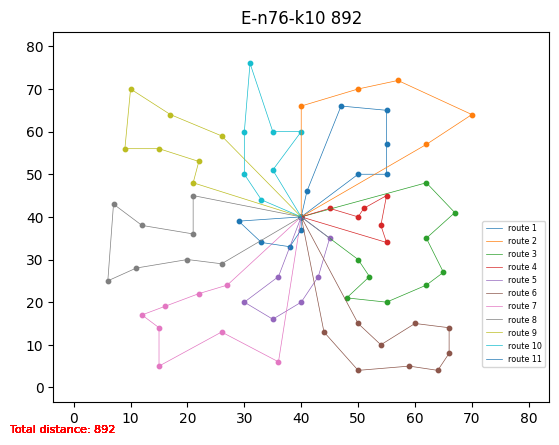 E-n76-k10 892
80
70
60
50
40
30
20
10
0
route 1
route 2
route 3
route 4
route 5
route 6
route 7
route 8
route 9
route 10
route 11
0 10 20 30 40 50 60 70 80
Total distance: 892